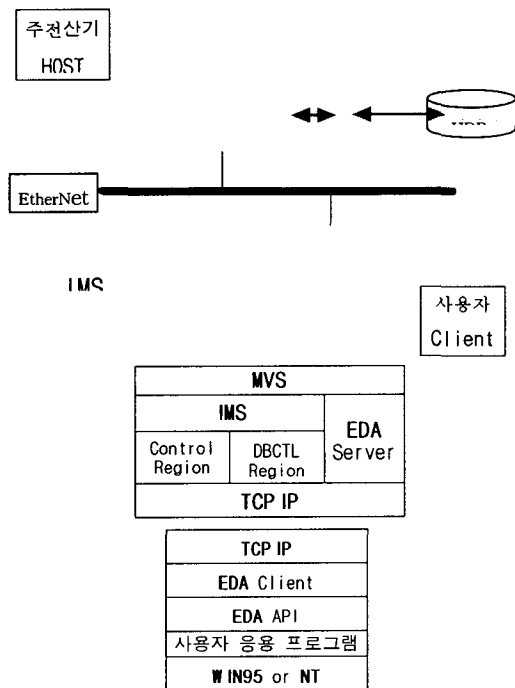 주전산기
HOST
EtherNet
IMS
사용자
Client
MVS
IMS
EDA
Server
Control
Region
DBCTL
Region
TCP IP
TCP IP
EDA Client
EDA API
사용자 응용 프로그램
WIN95 or NT